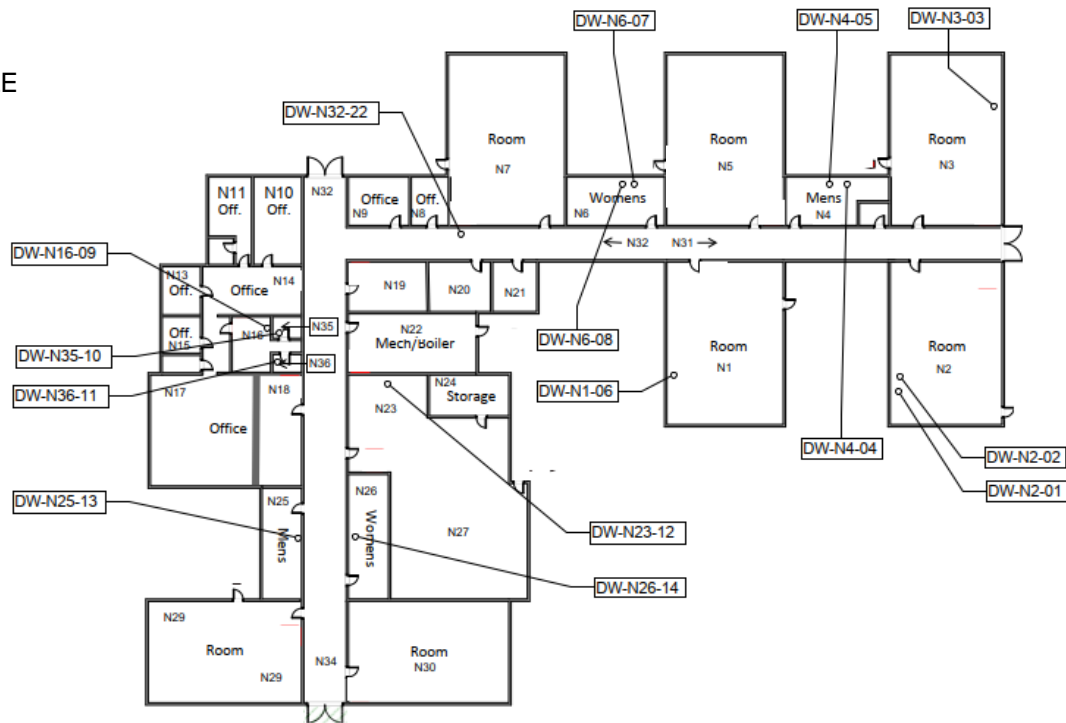 DW-N6-07
DW-N4-05
DW-N3-03
E
DW-N32-22
Room
N7
Room
N5
Room
N3
N11
Off.
N10
Off.
N32
Office
N9
Off.
N8
Womens
N6
Mens
N4
DW-N16-09
N32
N31
N13
Off.
Office
N14
N19
N20
N21
N35
N16
N22
Mech/Boiler
DW-N35-10
Off.
N15
DW-N6-08
N36
Room
N1
Room
N2
DW-N36-11
N17
N18
N23
N24
Storage
DW-N1-06
Office
DW-N4-04
DW-N2-02
DW-N2-01
DW-N25-13
N25
Mens
N26
Womens
N27
DW-N23-12
DW-N26-14
N29
Room
N29
N34
Room
N30